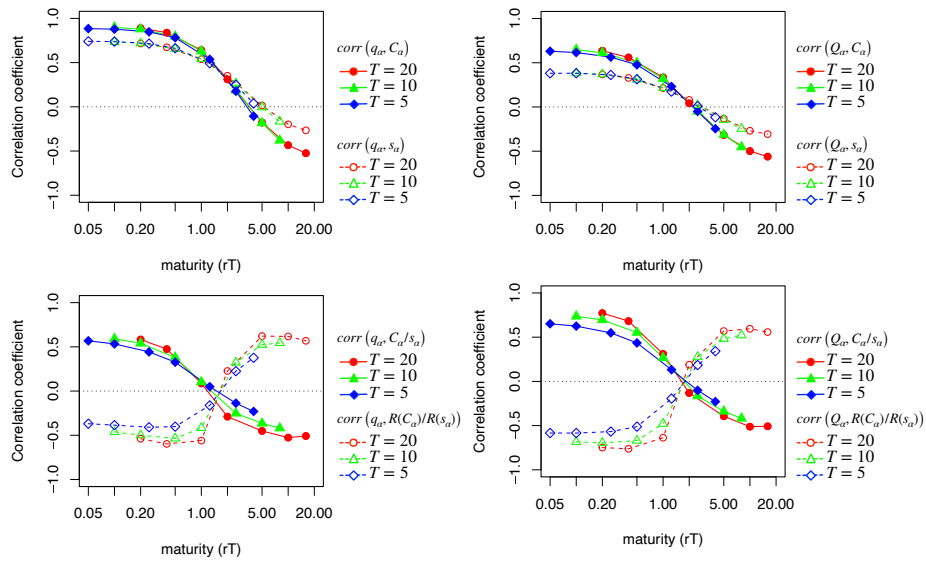 Correlation coefficient
1.0
0.5
0.0
−0.5
−1.0
0.05
0.20
1.00
5.00
20.00
maturity (rT)
corr (qα, Cα)
T = 20
T = 10
T = 5
corr (qα, sα)
T = 20
T = 10
T = 5
Correlation coefficient
1.0
0.5
0.0
−0.5
−1.0
0.05
0.20
1.00
5.00
20.00
maturity (rT)
corr (Qα, Cα)
T = 20
T = 10
T = 5
corr (Qα, sα)
T = 20
T = 10
T = 5
Correlation coefficient
1.0
0.5
0.0
−0.5
−1.0
0.05
0.20
1.00
5.00
20.00
maturity (rT)
corr (qα, Cα/sα)
T = 20
T = 10
T = 5
corr (qα, R(Cα)/R(sα))
T = 20
T = 10
T = 5
Correlation coefficient
1.0
0.5
0.0
−0.5
−1.0
0.05
0.20
1.00
5.00
20.00
maturity (rT)
corr (Qα, Cα/sα)
T = 20
T = 10
T = 5
corr (Qα, R(Cα)/R(sα))
T = 20
T = 10
T = 5